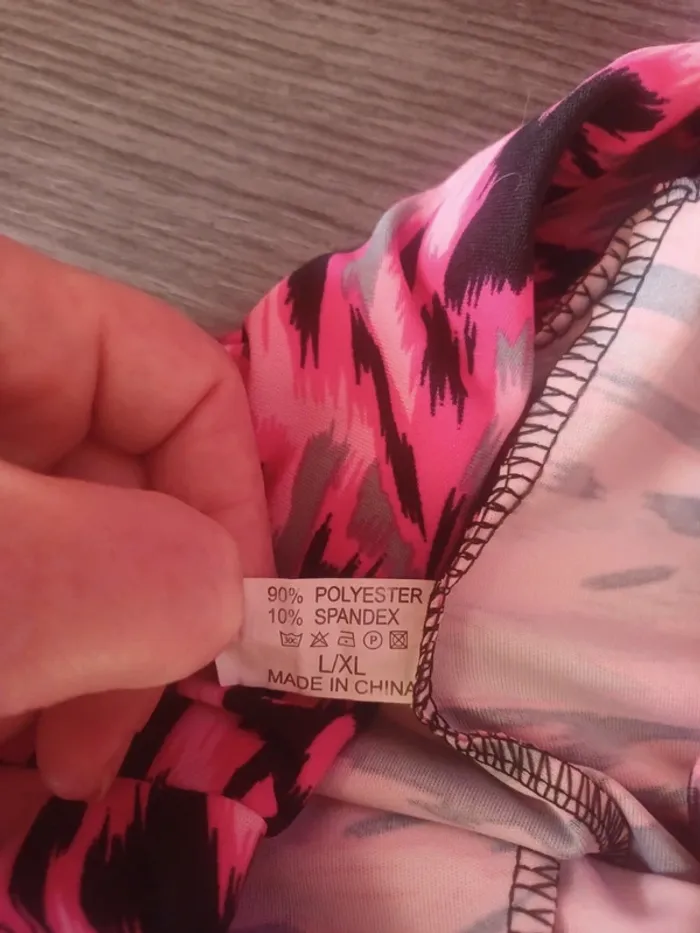 90% POLYESTER
10% SPANDEX
P
L/XL
MADE IN CHINA